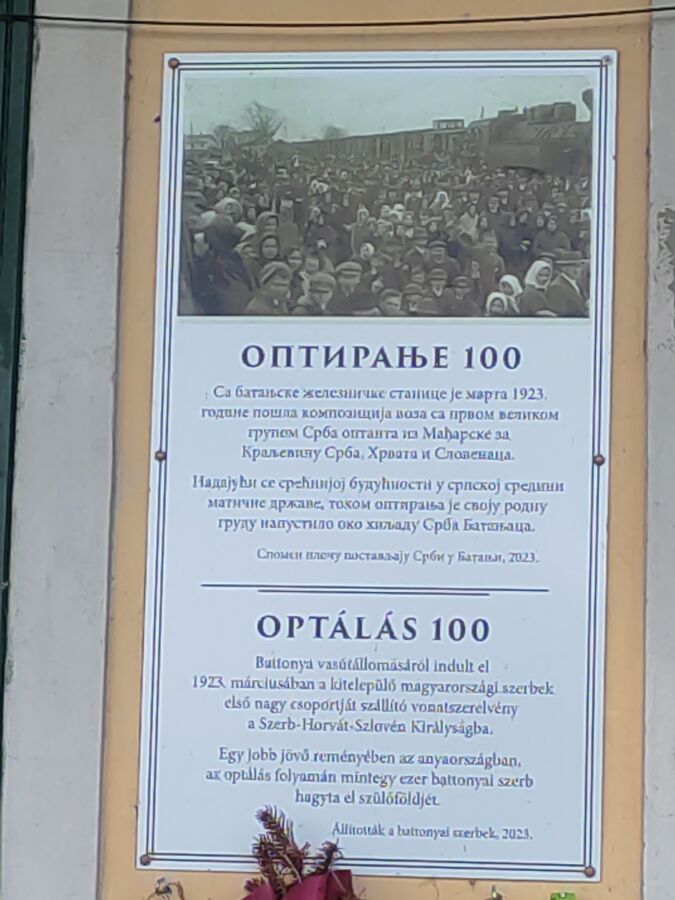 ОПТИРАЊЕ 100
Са батањске железничке станице је марта 1923.
године пошла композиција воза са првом великом
групом Срба оптанта из Мађарске за
Краљевину Срба, Хрвата и Словенаца.
Надајући се срећнијој будућности у српској средини
матичне државе, током оптирања је своју родну
груду напустило око хиљаду Срба Батањаца.
Спомен плочу постављају Срби у Батањи, 2023.
OPTÁLÁS 100
Battonya vasútállomásáról indult el
1923. márciusában a kitelepülő magyarországi szerbek
első nagy csoportját szállító vonatszerelvény
a Szerb-Horvát-Szlovén Királyságba.
Egy jobb jövő reményében az anyaországban,
az optálás folyamán mintegy ezer battonyai szerb
hagyta el szülőföldjét.
Állították a battonyai szerbek, 2023.